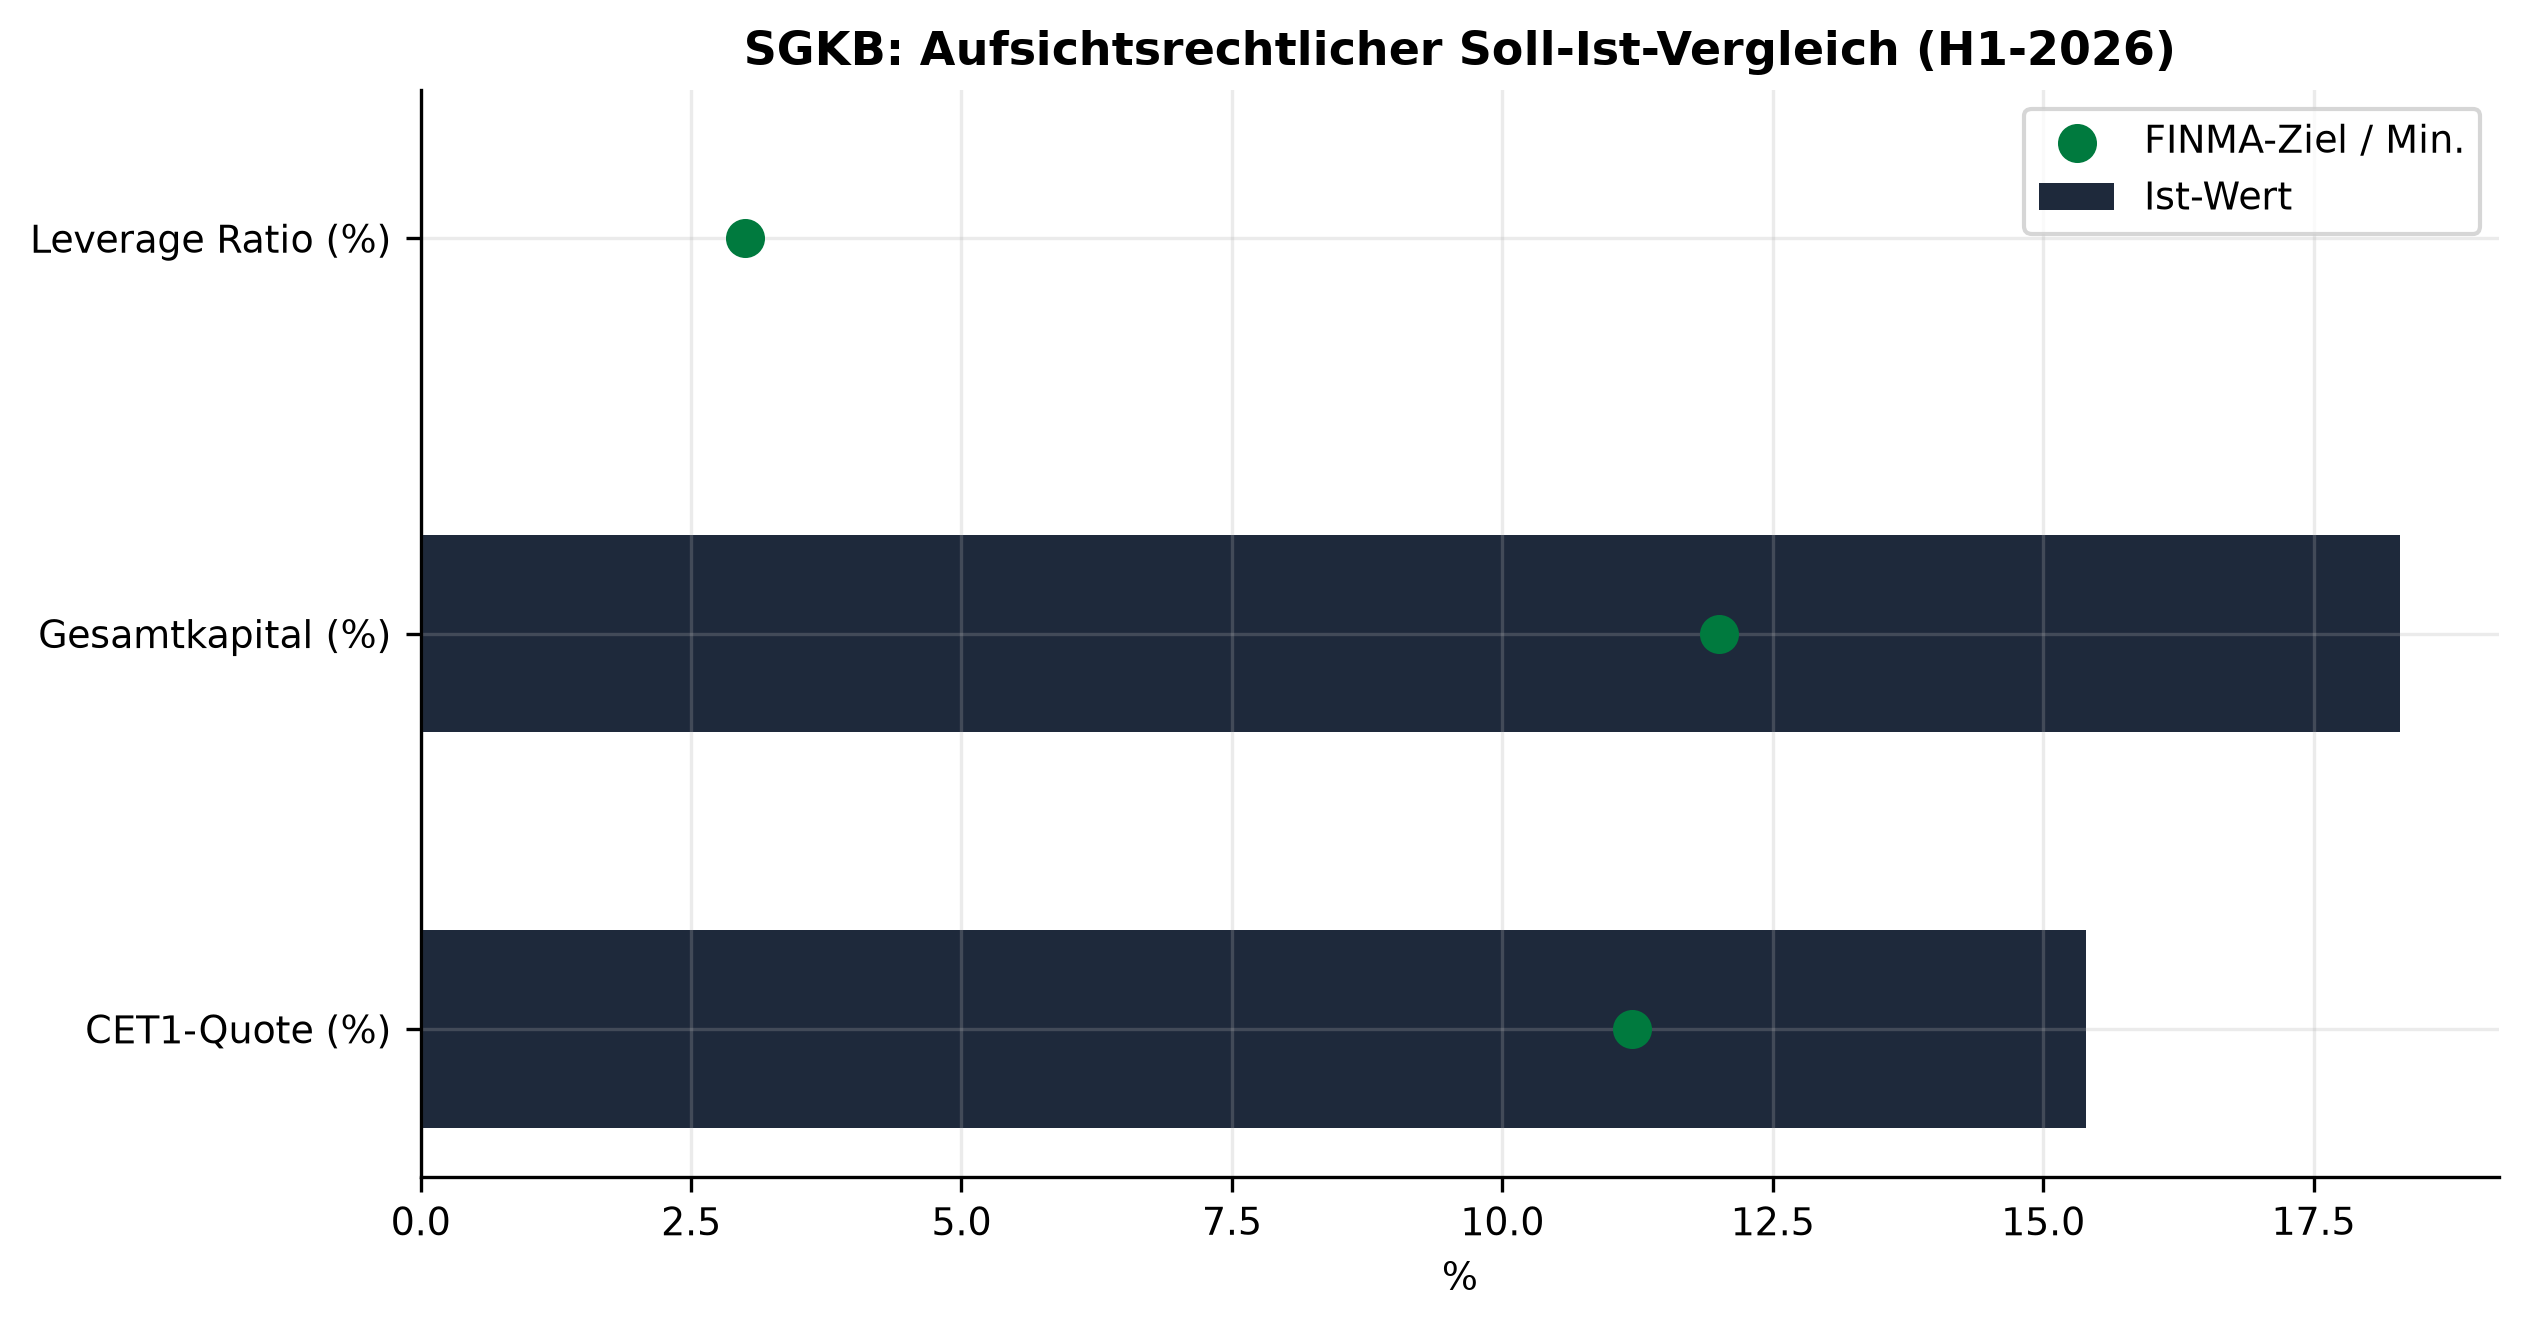 SGKB: Aufsichtsrechtlicher Soll-Ist-Vergleich (H1-2026)
FINMA-Ziel / Min.
Ist-Wert
Leverage Ratio (%)
Gesamtkapital (%)
CET1-Quote (%)
0.0 2.5 5.0 7.5 10.0 12.5 15.0 17.5
%